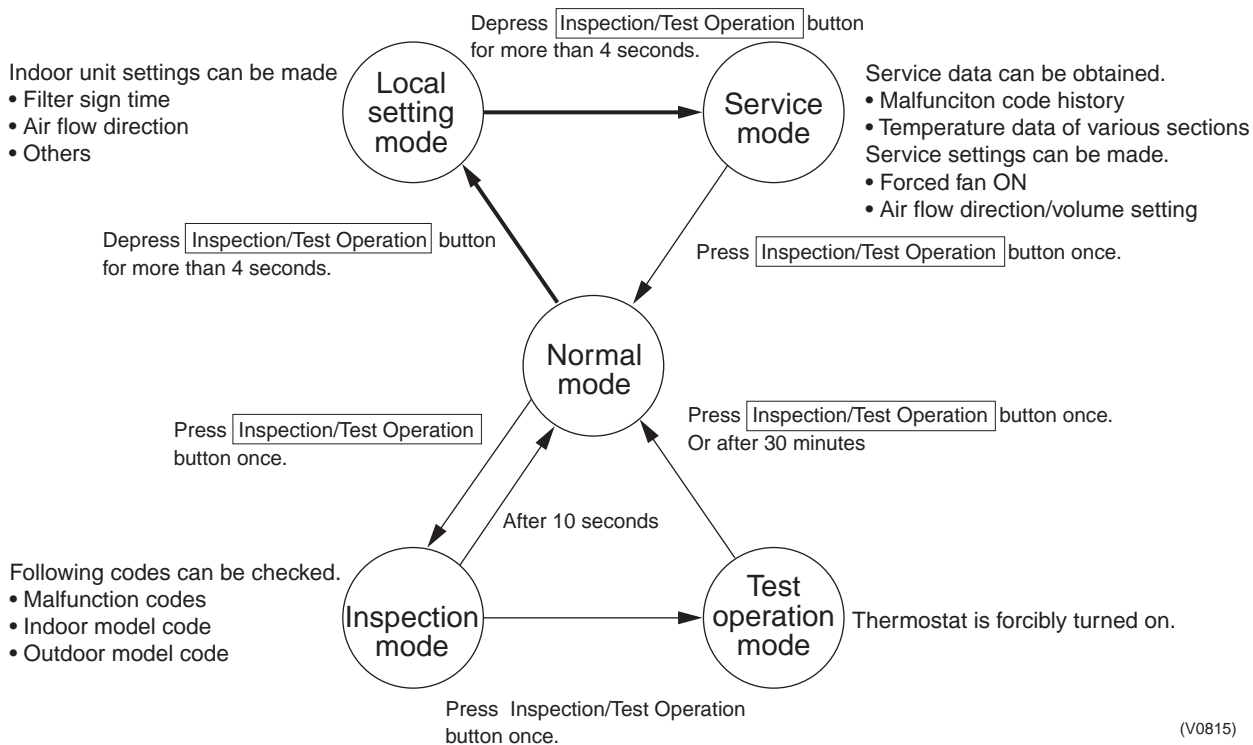 Depress Inspection/Test Operation button
for more than 4 seconds.
Indoor unit settings can be made
• Filter sign time
• Air flow direction
• Others
Local
setting
mode
Service
mode
Service data can be obtained.
• Malfunciton code history
• Temperature data of various sections
Service settings can be made.
• Forced fan ON
• Air flow direction/volume setting
Depress Inspection/Test Operation button
for more than 4 seconds.
Press Inspection/Test Operation button once.
Normal
mode
Press Inspection/Test Operation
button once.
Press Inspection/Test Operation button once.
Or after 30 minutes
After 10 seconds
Following codes can be checked.
• Malfunction codes
• Indoor model code
• Outdoor model code
Inspection
mode
Test
operation
mode
Thermostat is forcibly turned on.
Press Inspection/Test Operation
button once.
(V0815)